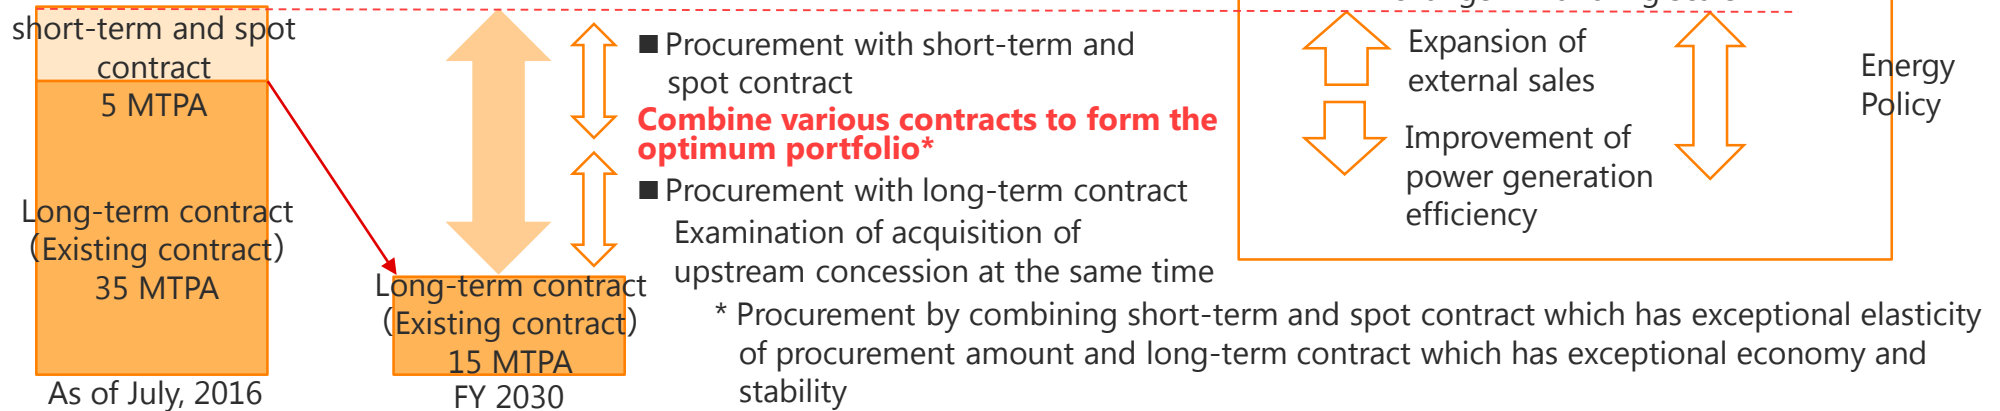 short-term and spot
contract
5 MTPA
Long-term contract
(Existing contract)
35 MTPA
As of July, 2016
Long-term contract
(Existing contract)
15 MTPA
FY 2030
■ Procurement with short-term and
spot contract
Combine various contracts to form the
optimum portfolio*
■ Procurement with long-term contract
Examination of acquisition of
upstream concession at the same time
* Procurement by combining short-term and spot contract which has exceptional elasticity
of procurement amount and long-term contract which has exceptional economy and
stability
Expansion of
external sales
Improvement of
power generation
efficiency
Energy
Policy